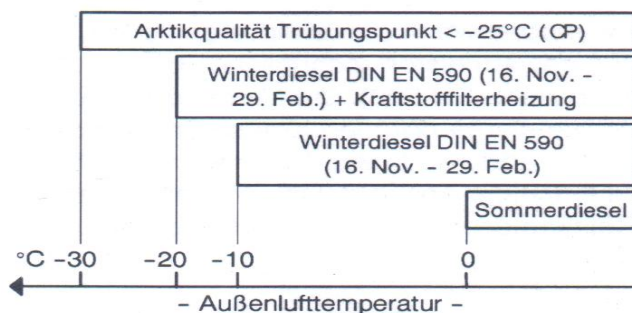 Arktikqualität Trübungspunkt < -25°C (CP)
Winterdiesel DIN EN 590 (16. Nov. –
29. Feb.) + Kraftstofffilterheizung
Winterdiesel DIN EN 590
(16. Nov. – 29. Feb.)
Sommerdiesel
°C –30 –20 –10 0
– Außenlufttemperatur –